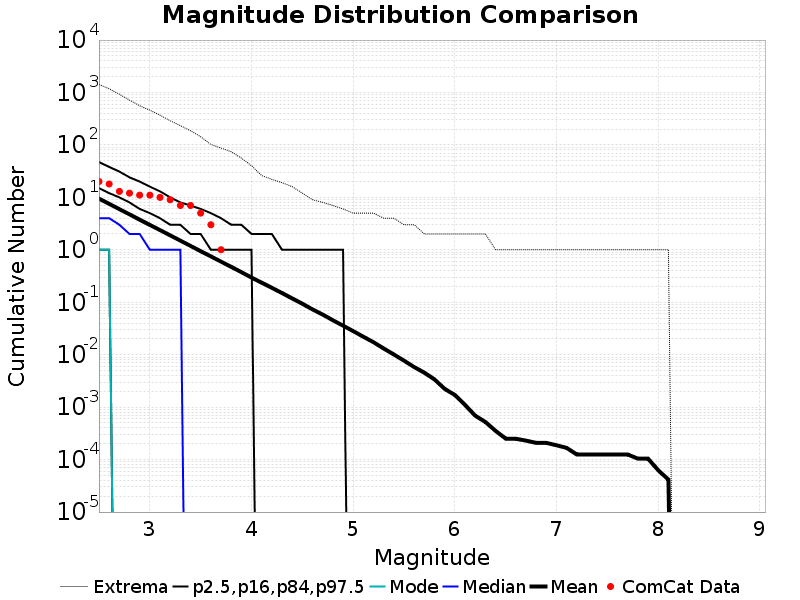 Magnitude Distribution Comparison
10^4
10^3
10^2
10^1
10^0
10^-1
10^-2
10^-3
10^-4
10^-5
Cumulative Number
3 4 5 6 7 8 9
Magnitude
Extrema p2.5,p16,p84,p97.5 Mode Median Mean ComCat Data